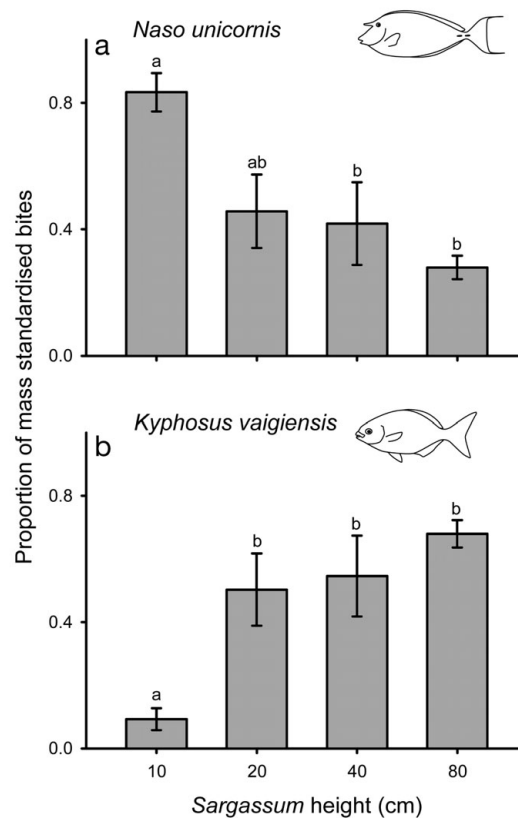 a
Naso unicornis
a
0.8
ab
b
0.4
b
0.0
Proportion of mass standardised bites
b
Kyphosus vaigiensis
0.8
b
b
b
0.4
a
0.0
10 20 40 80
Sargassum height (cm)